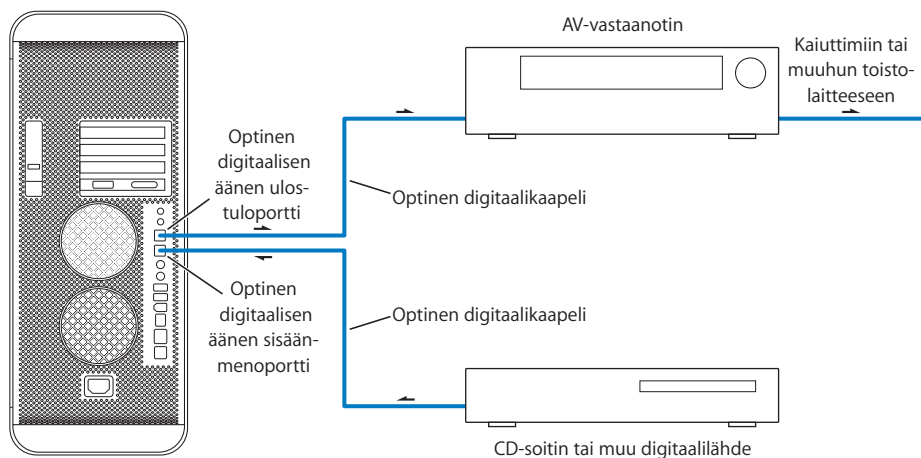 AV-vastaanotin
Kaiuttimiin tai
muuhun toisto-
laitteeseen
Optinen
digitaalisen
äänen ulos-
tuloportti
Optinen digitaalikaapeli
Optinen
digitaalisen
äänen sisään-
menoportti
Optinen digitaalikaapeli
CD-soitin tai muu digitaalilähde